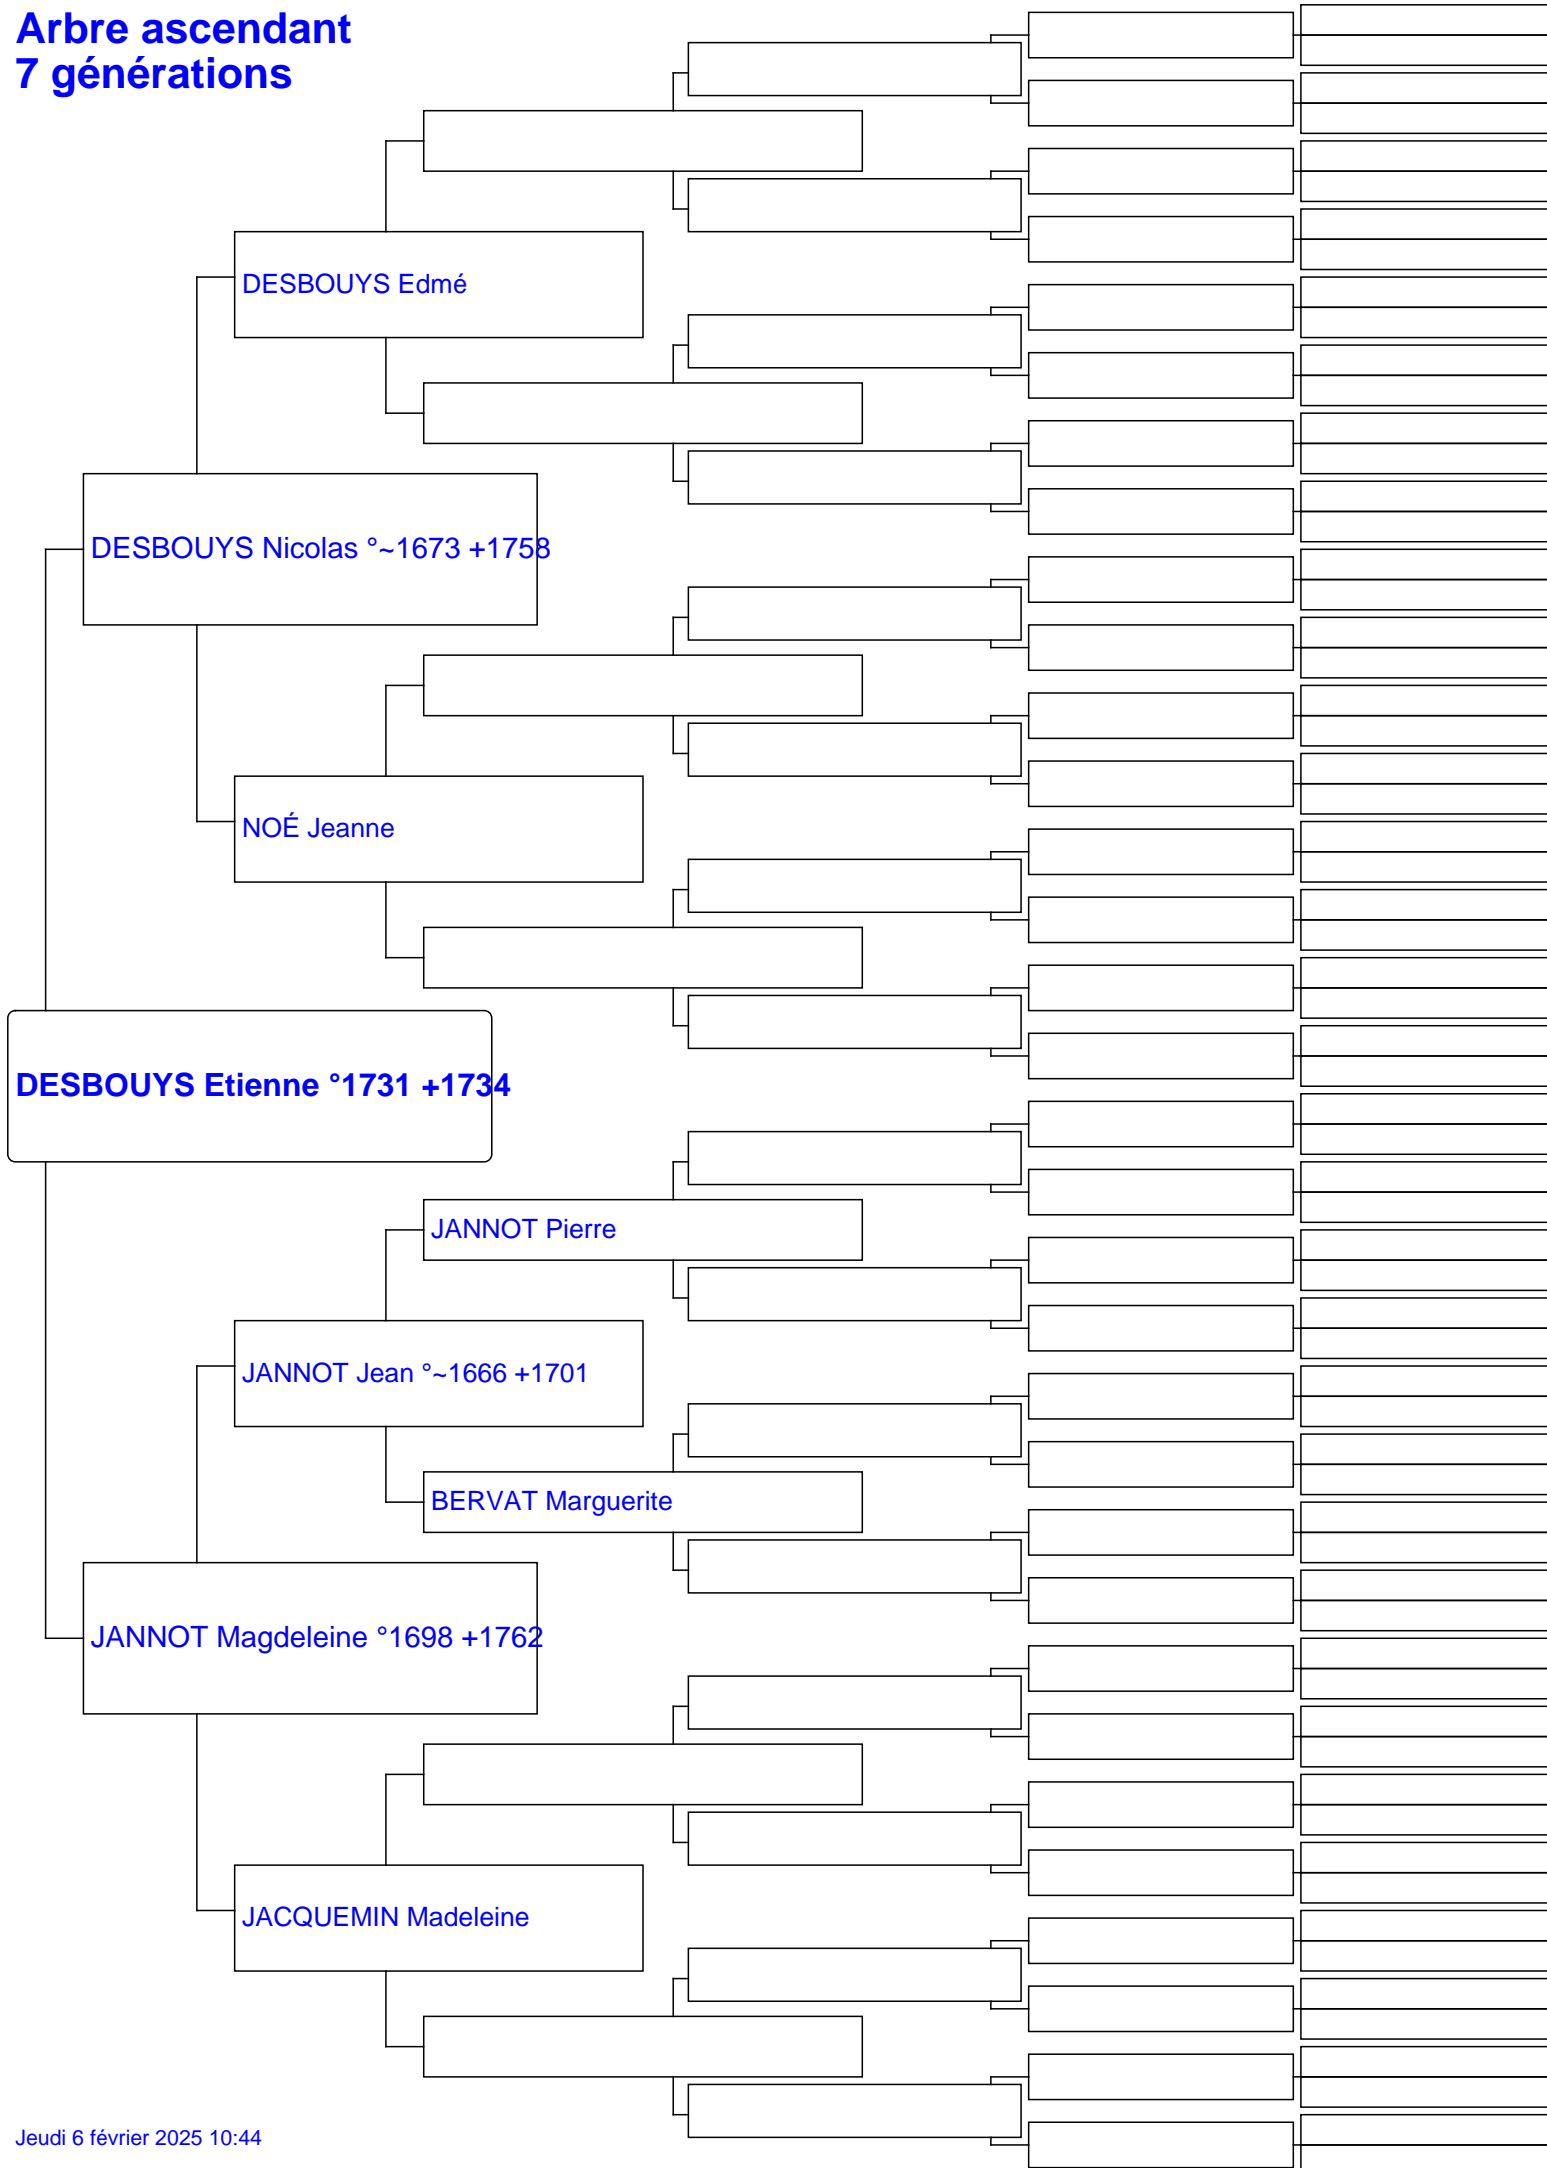 Arbre ascendant
7 générations
DESBOUYS Edmé
DESBOUYS Nicolas °~1673 +1758
NOÉ Jeanne
DESBOUYS Etienne °1731 +1734
JANNOT Pierre
JANNOT Jean °~1666 +1701
BERVAT Marguerite
JANNOT Magdeleine °1698 +1762
JACQUEMIN Madeleine
Jeudi 6 février 2025 10:44